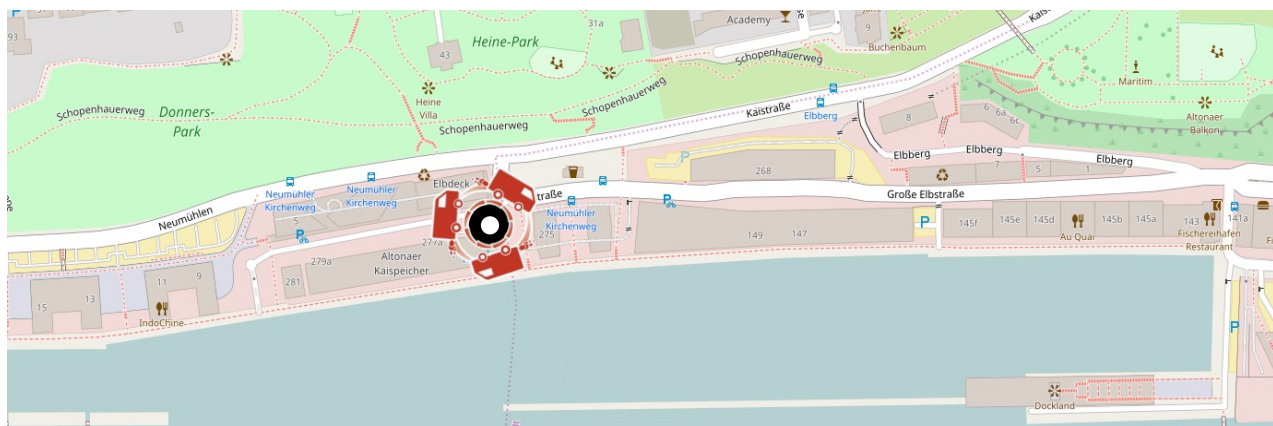 P
93
31a
Academy
9
Buchenbaum
Heine-Park
43
Schopenhauerweg
Maritim
Schopenhauerweg
Donners-
Park
Heine
Villa
Schopenhauerweg
Schopenhauerweg
Kaistraße
Elbberg
8
6
6a
6c
Altonaer
Balkon
P
Elbberg
Elbberg
Elbberg
7
5
1
268
Elbdeck
Neumühler
Kirchenweg
Neumühler
Kirchenweg
traße
Große Elbstraße
P
Neumühlen
5
Neumühler
Kirchenweg
P
277a
275
149
147
P
145f
145e
145d
145b
145a
143
141a
Au Quai
Fischereihafen
Restaurant
279a
Altonaer
Kaispeicher
281
11
9
15
13
IndoChine
P
Dockland